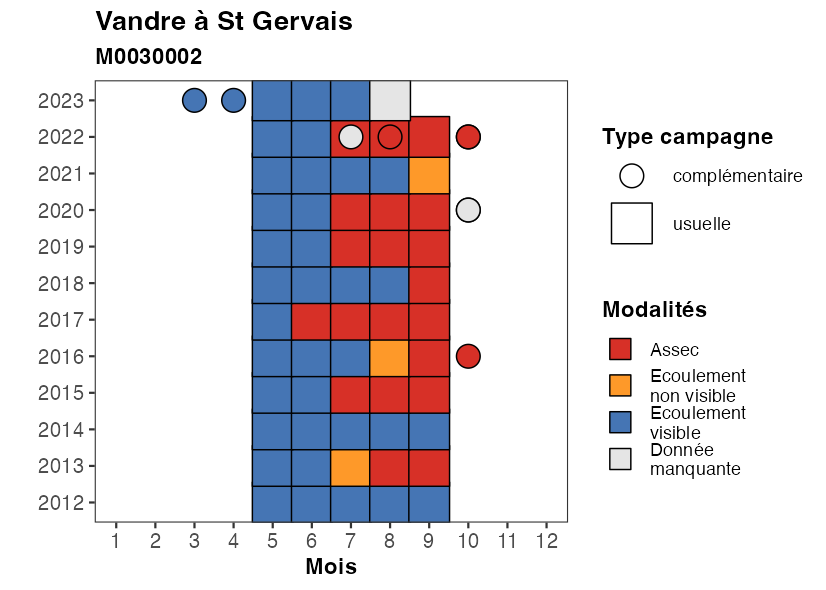 Vandre à St Gervais
M0030002
2023
2022
2021
2020
2019
2018
2017
2016
2015
2014
2013
2012
1 2 3 4 5 6 7 8 9 10 11 12
Mois
Type campagne
complémentaire
usuelle
Modalités
Assec
Ecoulement
non visible
Ecoulement
visible
Donnée
manquante